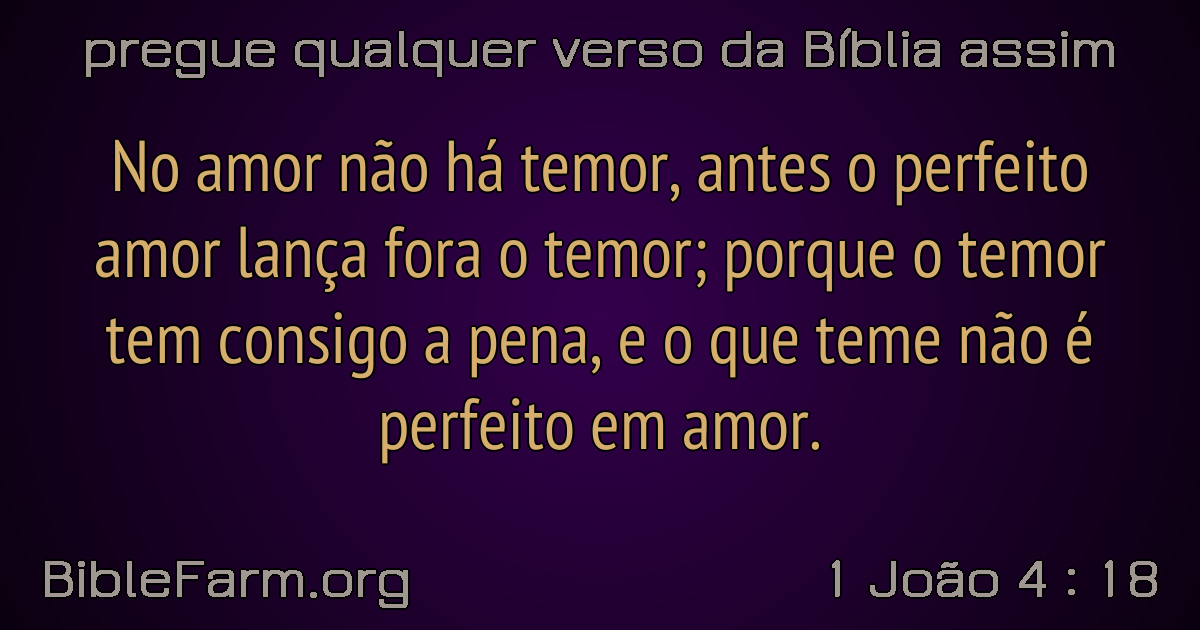 pregue qualquer verso da Bíblia assim
No amor não há temor, antes o perfeito
amor lança fora o temor; porque o temor
tem consigo a pena, e o que teme não é
perfeito em amor.
BibleFarm.org
1 João 4 : 18